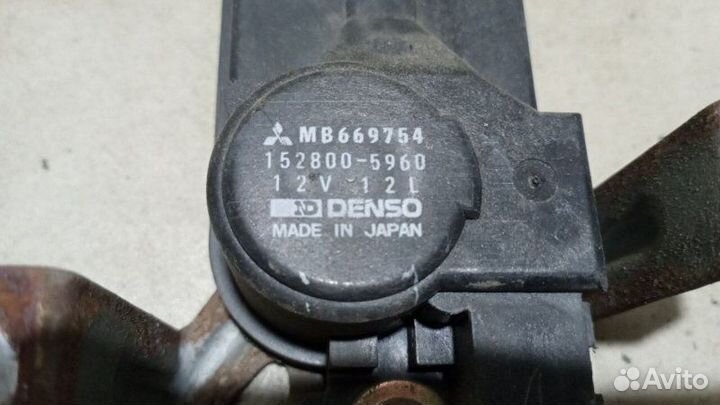 MB669754
152800-5960
12V 12L
ND DENSO
MADE IN JAPAN
Avito